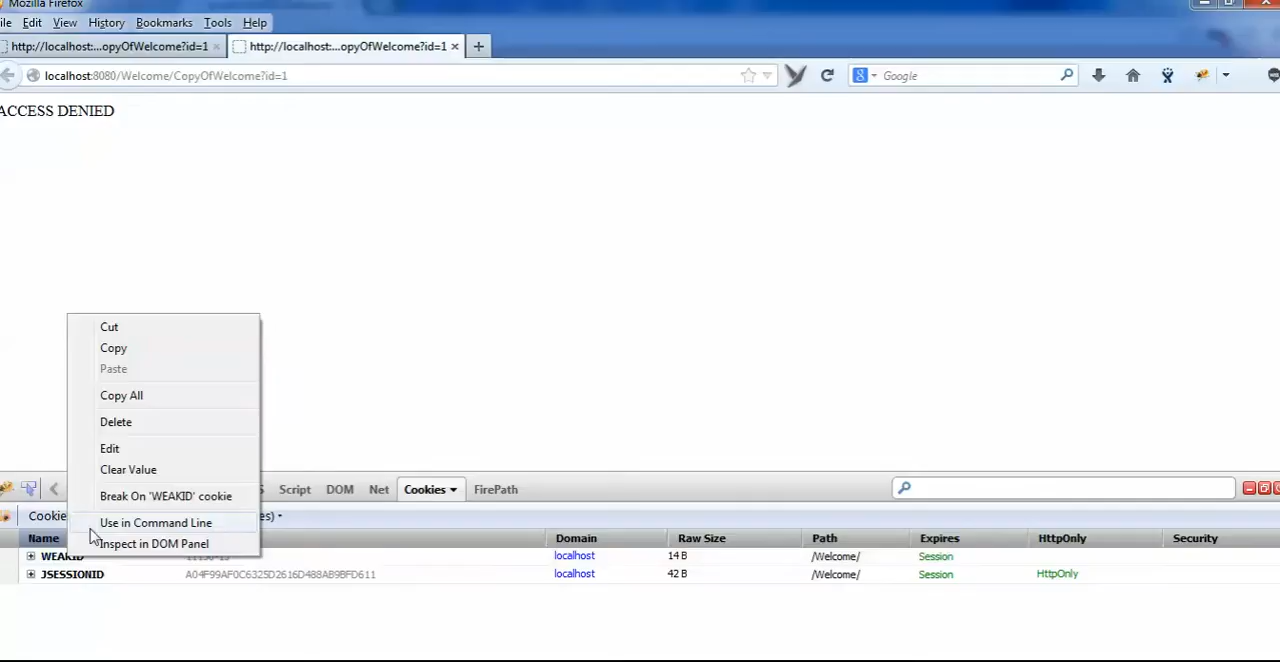 Mozilla Firefox
ile Edit View History Bookmarks Tools Help
http://localhost:...opyOfWelcome?id=1 × http://localhost:...opyOfWelcome?id=1 × +
localhost:8080/Welcome/CopyOfWelcome?id=1 Google
ACCESS DENIED
Cut
Copy
Paste
Copy All
Delete
Edit
Clear Value
Break On 'WEAKID' cookie
Use in Command Line
Inspect in DOM Panel
S Script DOM Net Cookies FirePath
Cookie es)
Name Domain Raw Size Path Expires HttpOnly Security
WEAKID localhost 14 B /Welcome/ Session
JSESSIONID A04F99AF0C6325D2616D488AB9BFD611 localhost 42 B /Welcome/ Session HttpOnly